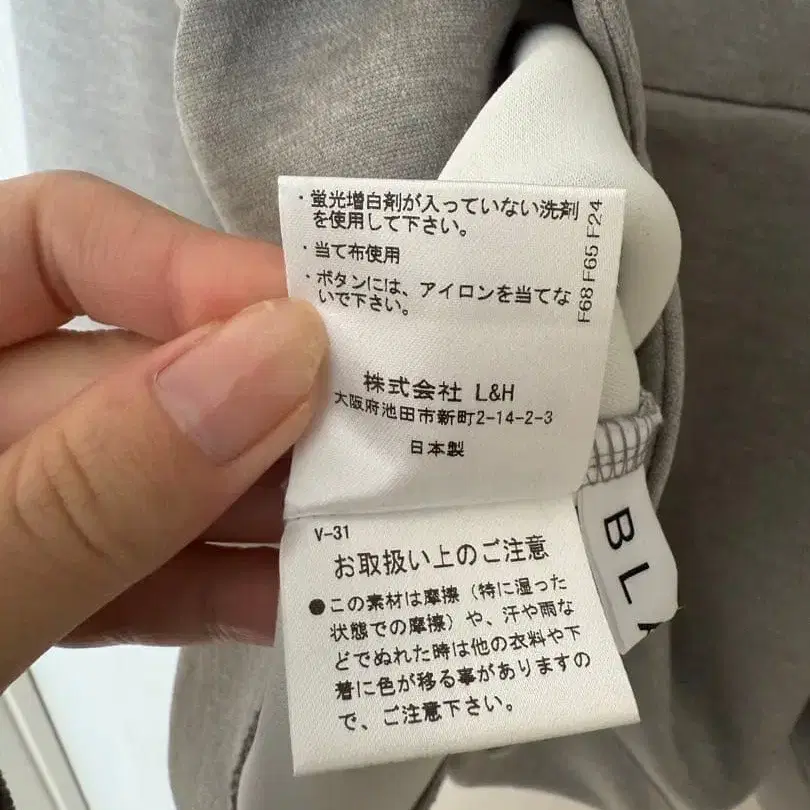 ・蛍光増白剤が入っていない洗剤
を使用して下さい。
・当て布使用
・ボタンには、アイロンを当てな
いで下さい。
F68 F65 F24
株式会社 L&H
大阪府池田市新町2-14-2-3
日本製
V-31
お取扱い上のご注意
●この素材は摩擦（特に湿った
状態での摩擦）や、汗や雨な
どでぬれた時は他の衣料や下
着に色が移る事がありますの
で、ご注意下さい。